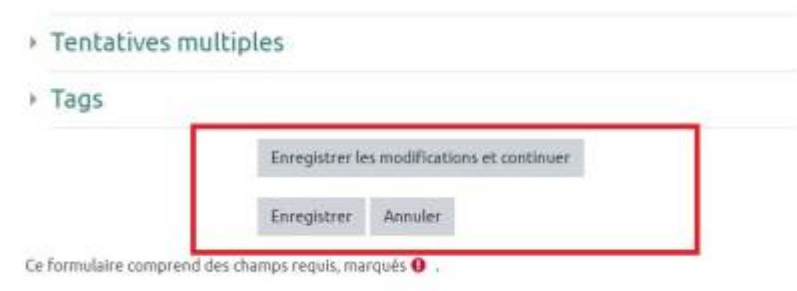 Tentatives multiples
Tags
Enregistrer les modifications et continuer
Enregistrer Annuler
Ce formulaire comprend des champs requis, marqués .